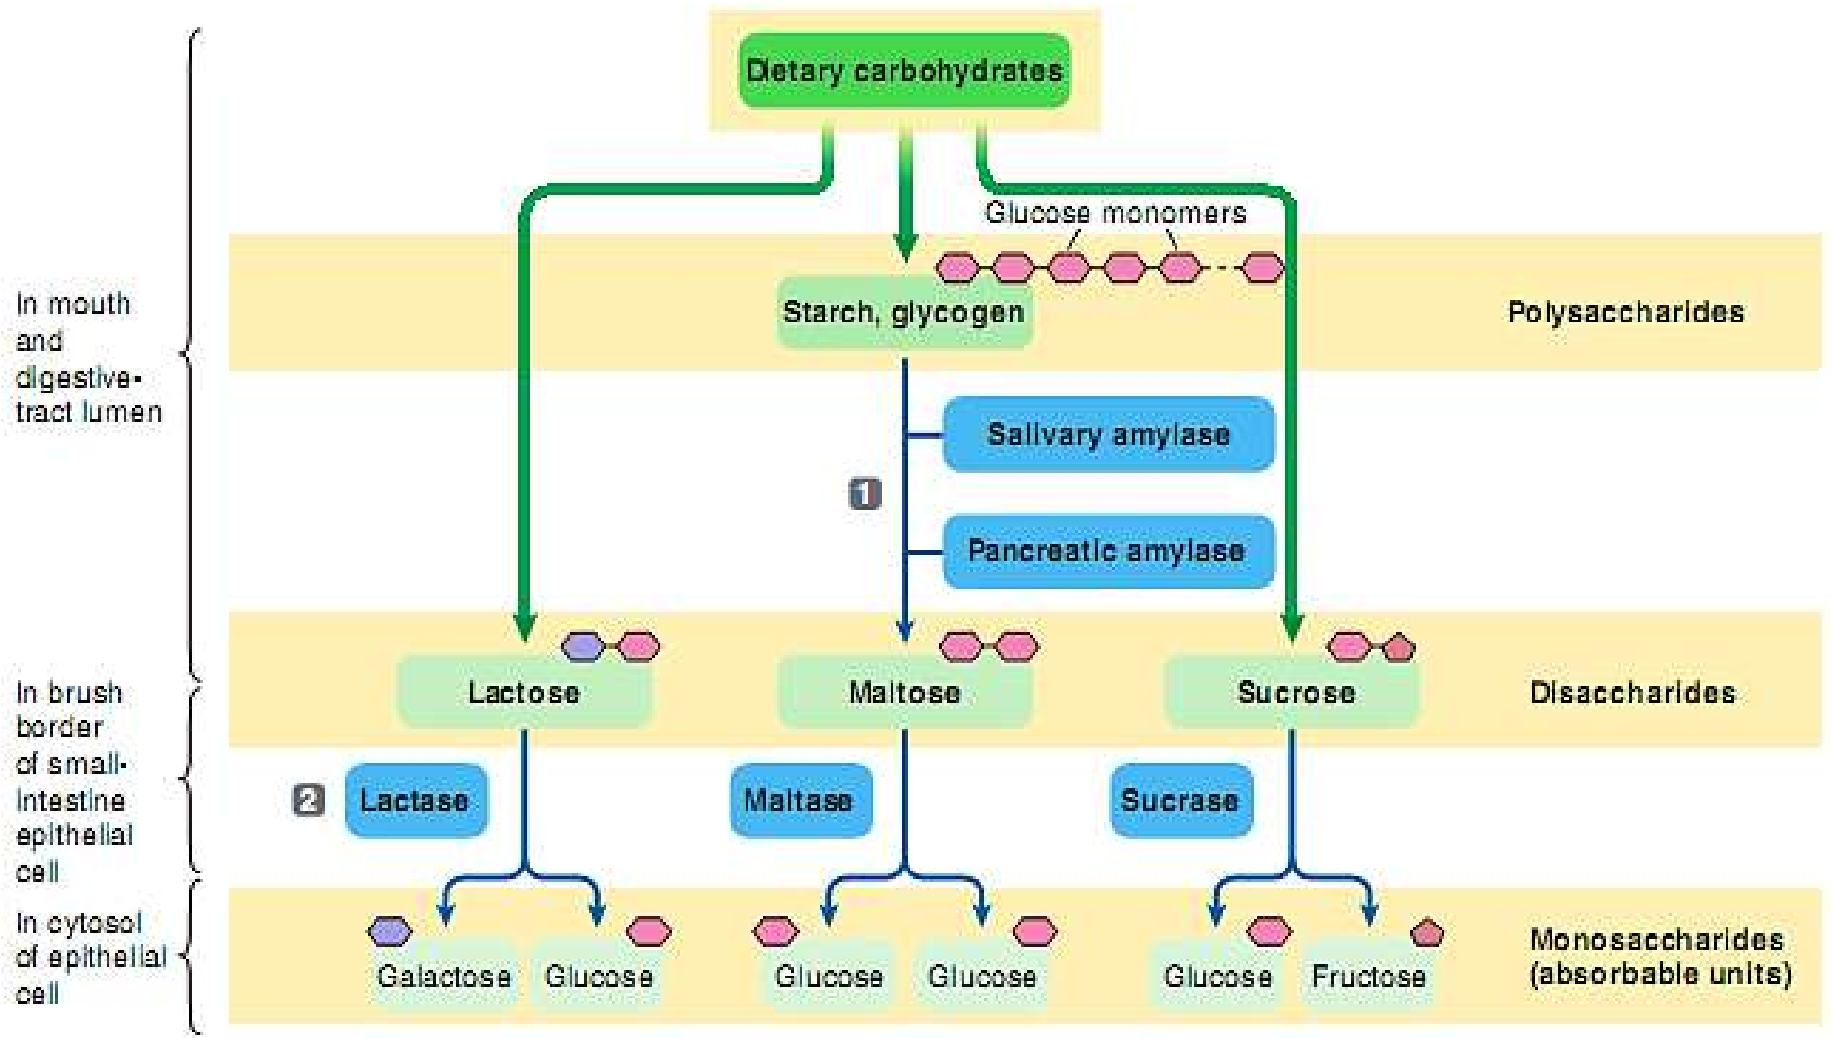 Dietary carbohydrates
Glucose monomers
In mouth
and
digestive-
tract lumen
Starch, glycogen
Polysaccharides
Salivary amylase
1
Pancreatic amylase
In brush
border
of small-
intestine
epithelial
cell
Lactose
Maltose
Sucrose
Disaccharides
2
Lactase
Maltase
Sucrase
In cytosol
of epithelial
cell
Galactose
Glucose
Glucose
Glucose
Glucose
Fructose
Monosaccharides
(absorbable units)